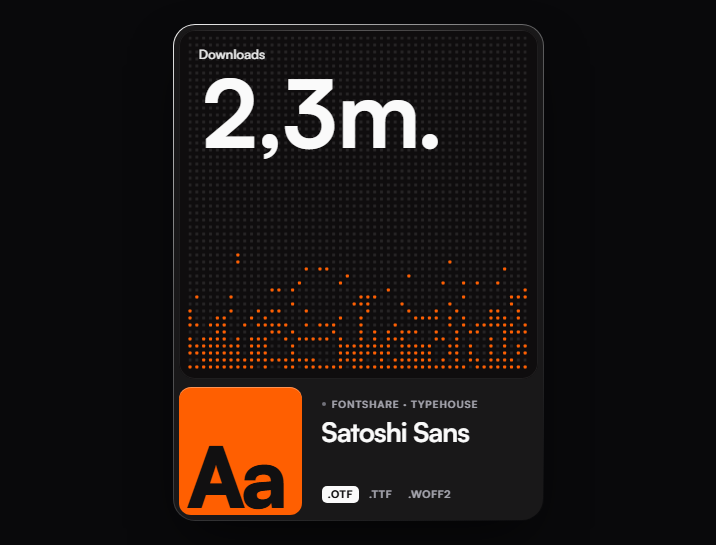 Downloads
2,3m.
Aa
• FONTSHARE • TYPEHOUSE
Satoshi Sans
.OTF .TTF .WOFF2